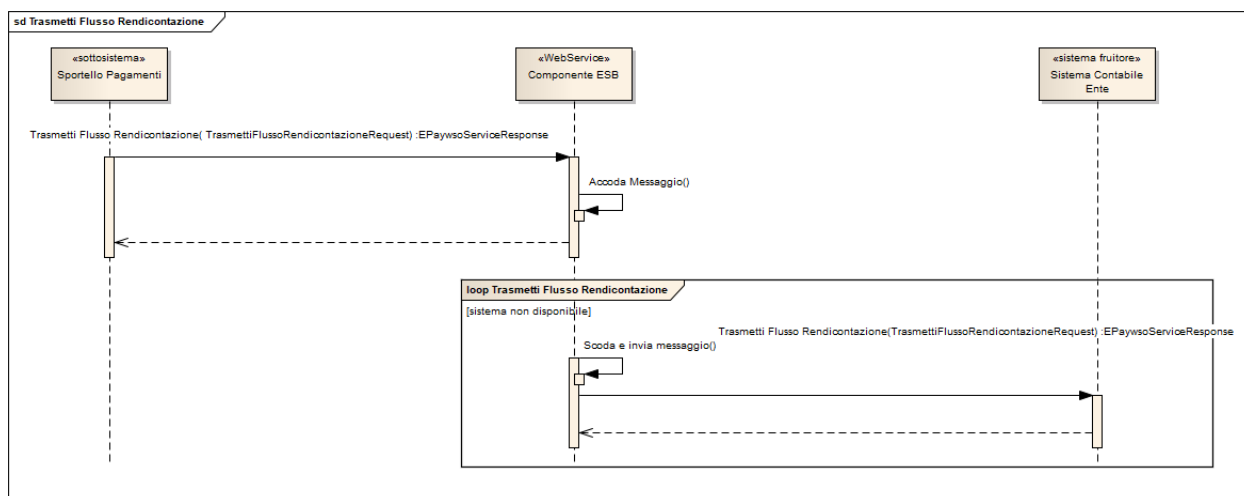 sd Trasmetti Flusso Rendicontazione
«sottosistema»
Sportello Pagamenti
«WebService»
Componente ESB
«sistema fruitore»
Sistema Contabile
Ente
Trasmetti Flusso Rendicontazione( TrasmettiFlussoRendicontazioneRequest) :EPaywsoServiceResponse
Accoda Messaggio()
loop Trasmetti Flusso Rendicontazione
[sistema non disponibile]
Trasmetti Flusso Rendicontazione(TrasmettiFlussoRendicontazioneRequest) :EPaywsoServiceResponse
Scoda e invia messaggio()